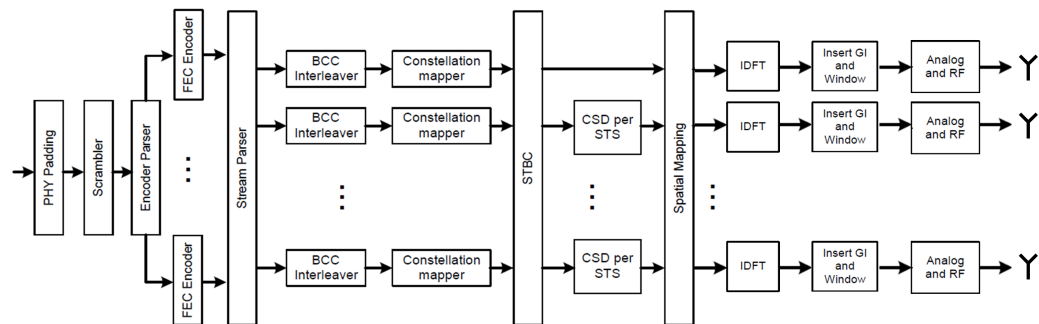 PHY Padding
Scrambler
Encoder Parser
FEC Encoder
FEC Encoder
Stream Parser
BCC
Interleaver
Constellation
mapper
BCC
Interleaver
Constellation
mapper
BCC
Interleaver
Constellation
mapper
STBC
CSD per
STS
CSD per
STS
Spatial Mapping
IDFT
Insert GI
and
Window
Analog
and RF
IDFT
Insert GI
and
Window
Analog
and RF
IDFT
Insert GI
and
Window
Analog
and RF